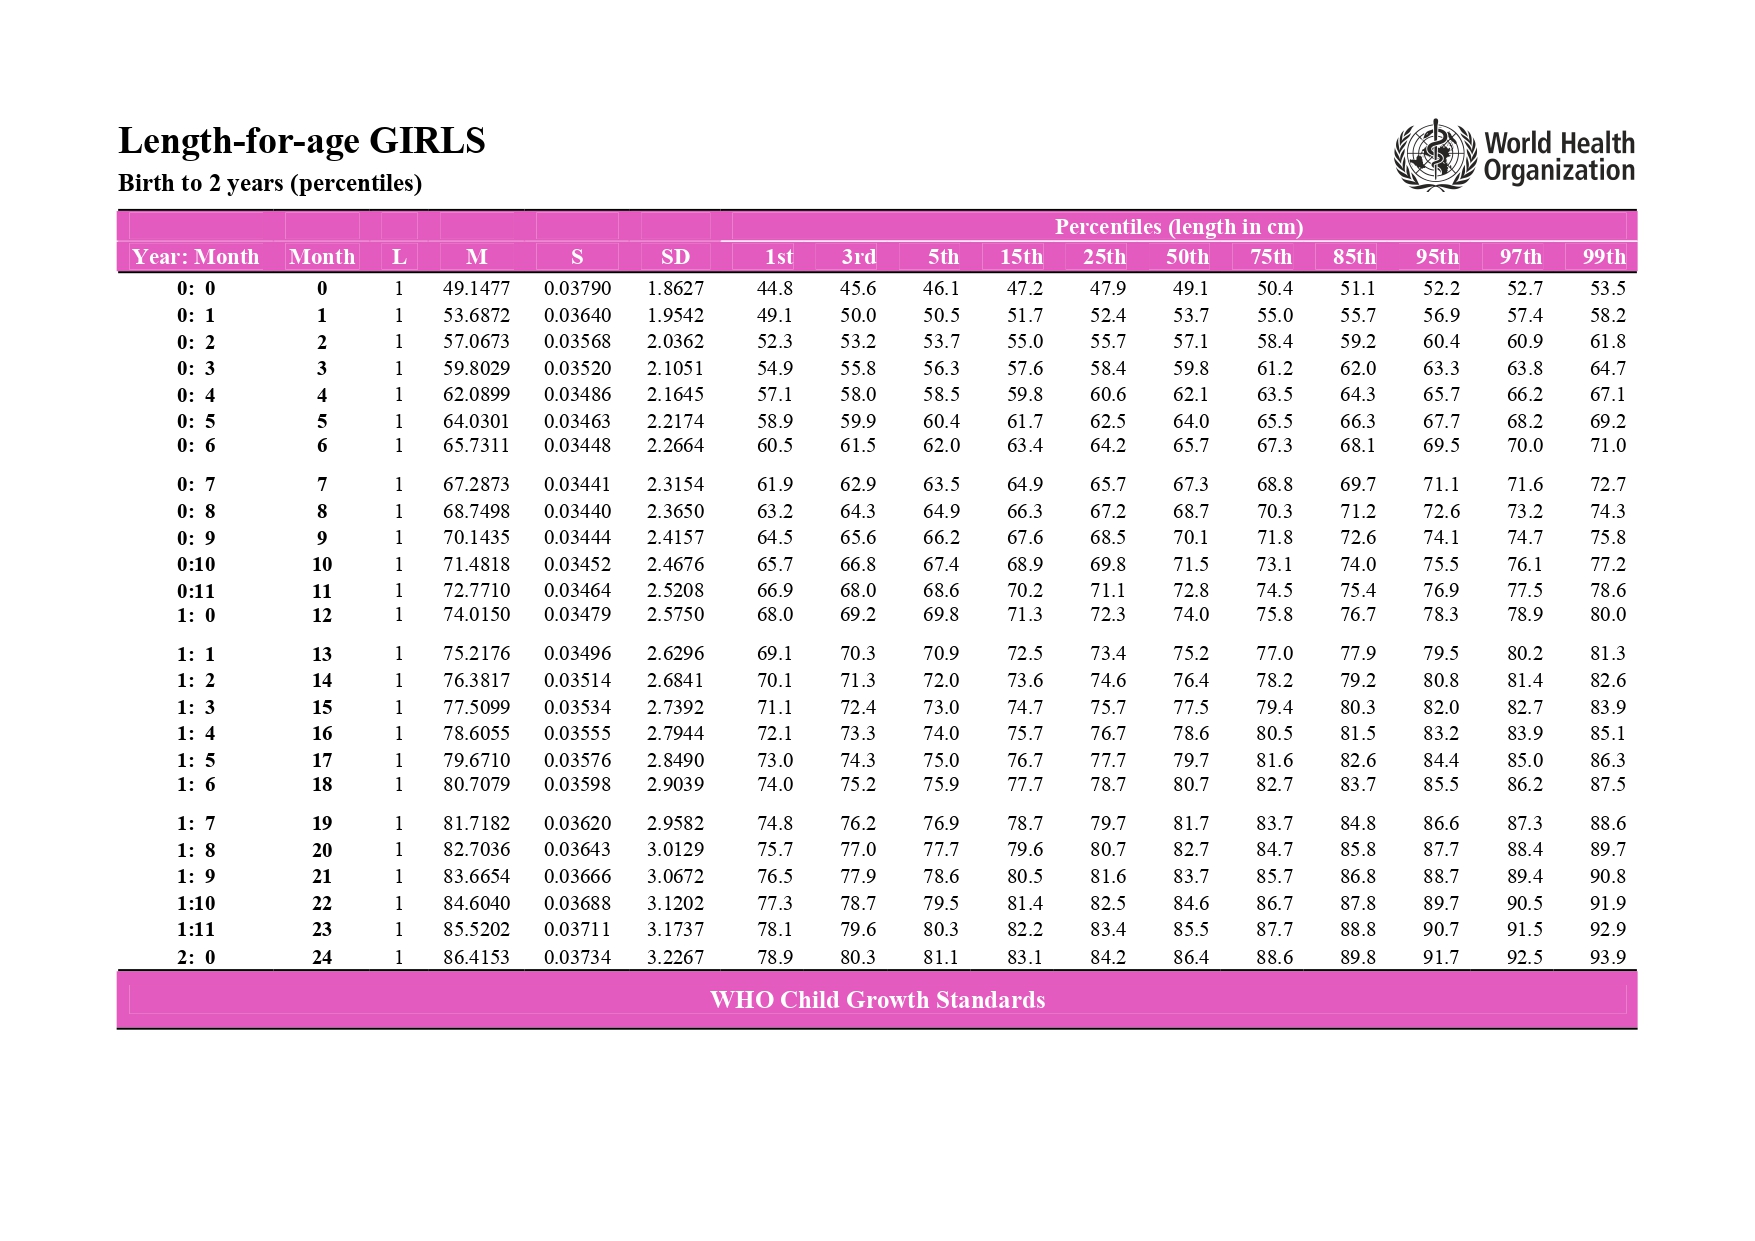 Length-for-age GIRLS
Birth to 2 years (percentiles)
World Health
Organization
Percentiles (length in cm)
Year: Month Month L M S SD 1st 3rd 5th 15th 25th 50th 75th 85th 95th 97th 99th
0: 0 0 1 49.1477 0.03790 1.8627 44.8 45.6 46.1 47.2 47.9 49.1 50.4 51.1 52.2 52.7 53.5
0: 1 1 1 53.6872 0.03640 1.9542 49.1 50.0 50.5 51.7 52.4 53.7 55.0 55.7 56.9 57.4 58.2
0: 2 2 1 57.0673 0.03568 2.0362 52.3 53.2 53.7 55.0 55.7 57.1 58.4 59.2 60.4 60.9 61.8
0: 3 3 1 59.8029 0.03520 2.1051 54.9 55.8 56.3 57.6 58.4 59.8 61.2 62.0 63.3 63.8 64.7
0: 4 4 1 62.0899 0.03486 2.1645 57.1 58.0 58.5 59.8 60.6 62.1 63.5 64.3 65.7 66.2 67.1
0: 5 5 1 64.0301 0.03463 2.2174 58.9 59.9 60.4 61.7 62.5 64.0 65.5 66.3 67.7 68.2 69.2
0: 6 6 1 65.7311 0.03448 2.2664 60.5 61.5 62.0 63.4 64.2 65.7 67.3 68.1 69.5 70.0 71.0
0: 7 7 1 67.2873 0.03441 2.3154 61.9 62.9 63.5 64.9 65.7 67.3 68.8 69.7 71.1 71.6 72.7
0: 8 8 1 68.7498 0.03440 2.3650 63.2 64.3 64.9 66.3 67.2 68.7 70.3 71.2 72.6 73.2 74.3
0: 9 9 1 70.1435 0.03444 2.4157 64.5 65.6 66.2 67.6 68.5 70.1 71.8 72.6 74.1 74.7 75.8
0:10 10 1 71.4818 0.03452 2.4676 65.7 66.8 67.4 68.9 69.8 71.5 73.1 74.0 75.5 76.1 77.2
0:11 11 1 72.7710 0.03464 2.5208 66.9 68.0 68.6 70.2 71.1 72.8 74.5 75.4 76.9 77.5 78.6
1: 0 12 1 74.0150 0.03479 2.5750 68.0 69.2 69.8 71.3 72.3 74.0 75.8 76.7 78.3 78.9 80.0
1: 1 13 1 75.2176 0.03496 2.6296 69.1 70.3 70.9 72.5 73.4 75.2 77.0 77.9 79.5 80.2 81.3
1: 2 14 1 76.3817 0.03514 2.6841 70.1 71.3 72.0 73.6 74.6 76.4 78.2 79.2 80.8 81.4 82.6
1: 3 15 1 77.5099 0.03534 2.7392 71.1 72.4 73.0 74.7 75.7 77.5 79.4 80.3 82.0 82.7 83.9
1: 4 16 1 78.6055 0.03555 2.7944 72.1 73.3 74.0 75.7 76.7 78.6 80.5 81.5 83.2 83.9 85.1
1: 5 17 1 79.6710 0.03576 2.8490 73.0 74.3 75.0 76.7 77.7 79.7 81.6 82.6 84.4 85.0 86.3
1: 6 18 1 80.7079 0.03598 2.9039 74.0 75.2 75.9 77.7 78.7 80.7 82.7 83.7 85.5 86.2 87.5
1: 7 19 1 81.7182 0.03620 2.9582 74.8 76.2 76.9 78.7 79.7 81.7 83.7 84.8 86.6 87.3 88.6
1: 8 20 1 82.7036 0.03643 3.0129 75.7 77.0 77.7 79.6 80.7 82.7 84.7 85.8 87.7 88.4 89.7
1: 9 21 1 83.6654 0.03666 3.0672 76.5 77.9 78.6 80.5 81.6 83.7 85.7 86.8 88.7 89.4 90.8
1:10 22 1 84.6040 0.03688 3.1202 77.3 78.7 79.5 81.4 82.5 84.6 86.7 87.8 89.7 90.5 91.9
1:11 23 1 85.5202 0.03711 3.1737 78.1 79.6 80.3 82.2 83.4 85.5 87.7 88.8 90.7 91.5 92.9
2: 0 24 1 86.4153 0.03734 3.2267 78.9 80.3 81.1 83.1 84.2 86.4 88.6 89.8 91.7 92.5 93.9
WHO Child Growth Standards